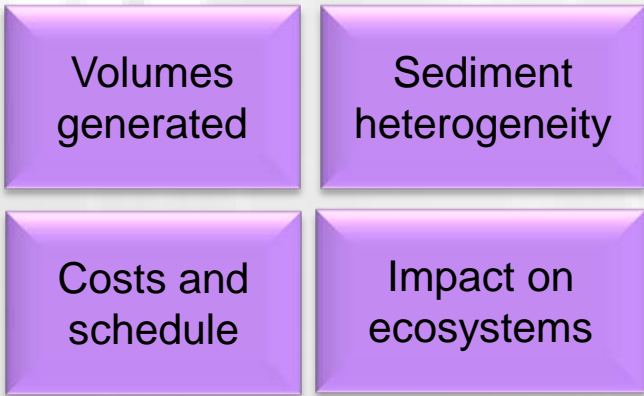 Volumes
generated
Sediment
heterogeneity
Costs and
schedule
Impact on
ecosystems